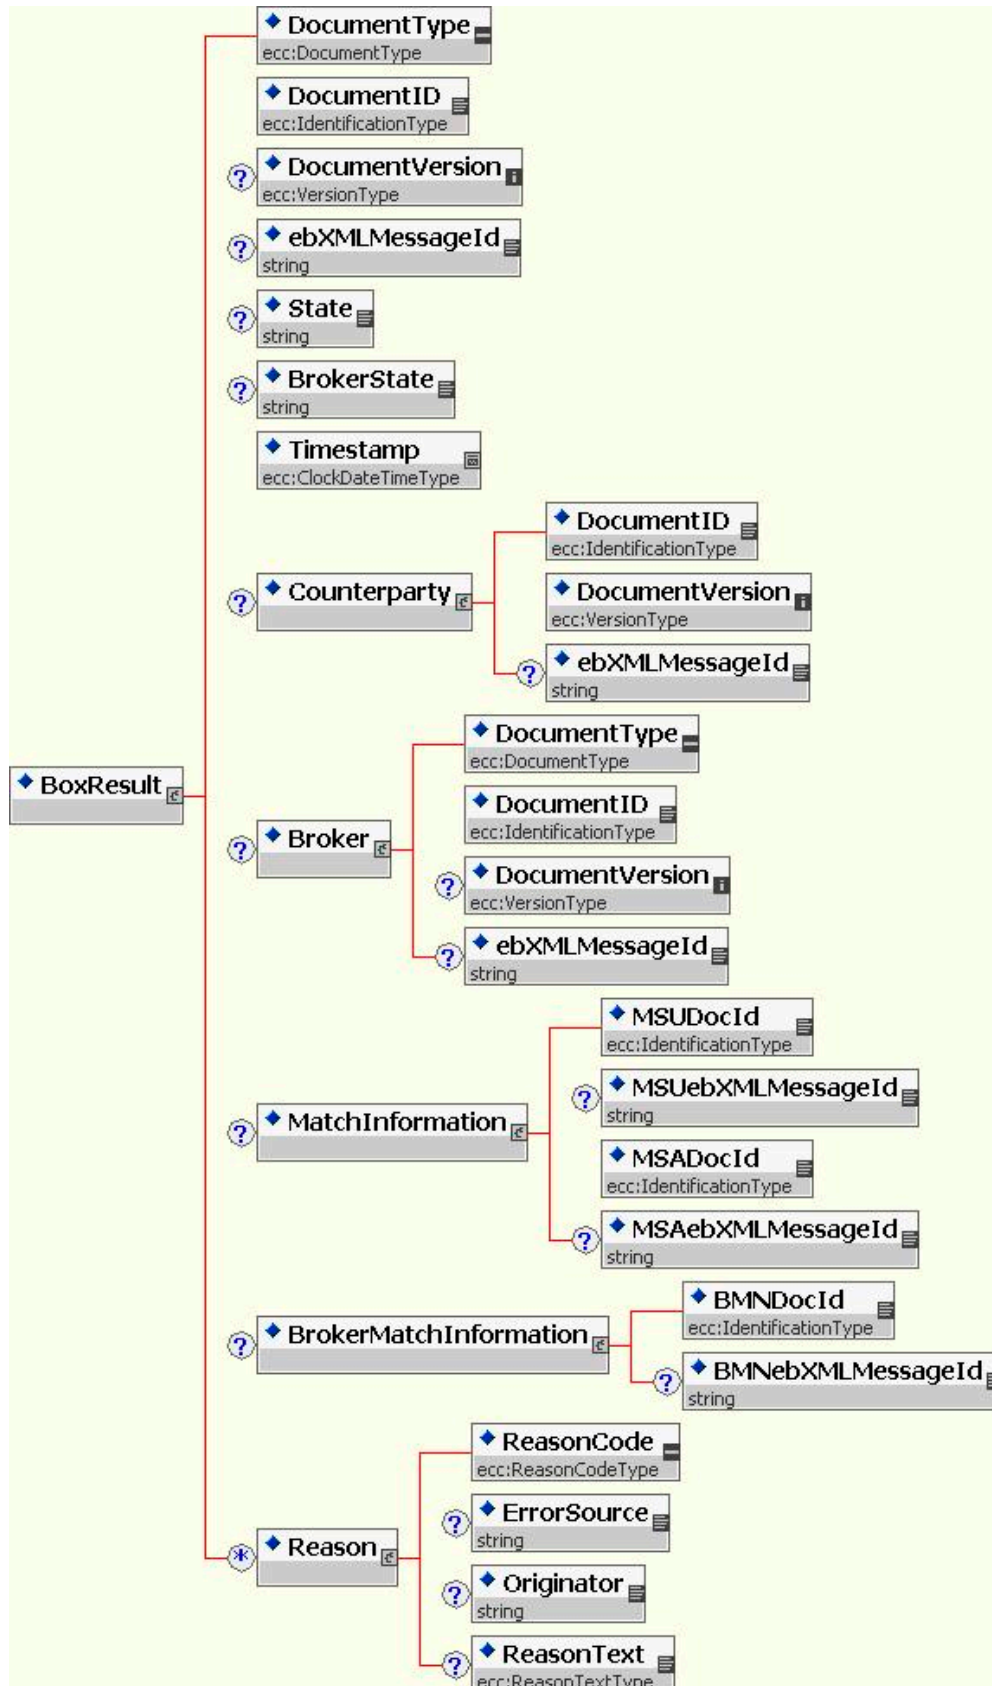 DocumentType
ecc:DocumentType
DocumentID
ecc:IdentificationType
? DocumentVersion
ecc:VersionType
? ebXMLMessageId
string
? State
string
? BrokerState
string
Timestamp
ecc:ClockDateTimeType
DocumentID
ecc:IdentificationType
? Counterparty
DocumentVersion
ecc:VersionType
? ebXMLMessageId
string
DocumentType
ecc:DocumentType
BoxResult
DocumentID
ecc:IdentificationType
? Broker
? DocumentVersion
ecc:VersionType
? ebXMLMessageId
string
MSUDocId
ecc:IdentificationType
? MSUebXMLMessageId
string
? MatchInformation
MSADocId
ecc:IdentificationType
? MSAebXMLMessageId
string
BMNDocId
ecc:IdentificationType
? BrokerMatchInformation
? BMNebXMLMessageId
string
ReasonCode
ecc:ReasonCodeType
? ErrorSource
string
* Reason
? Originator
string
? ReasonText
ecc:ReasonTextType